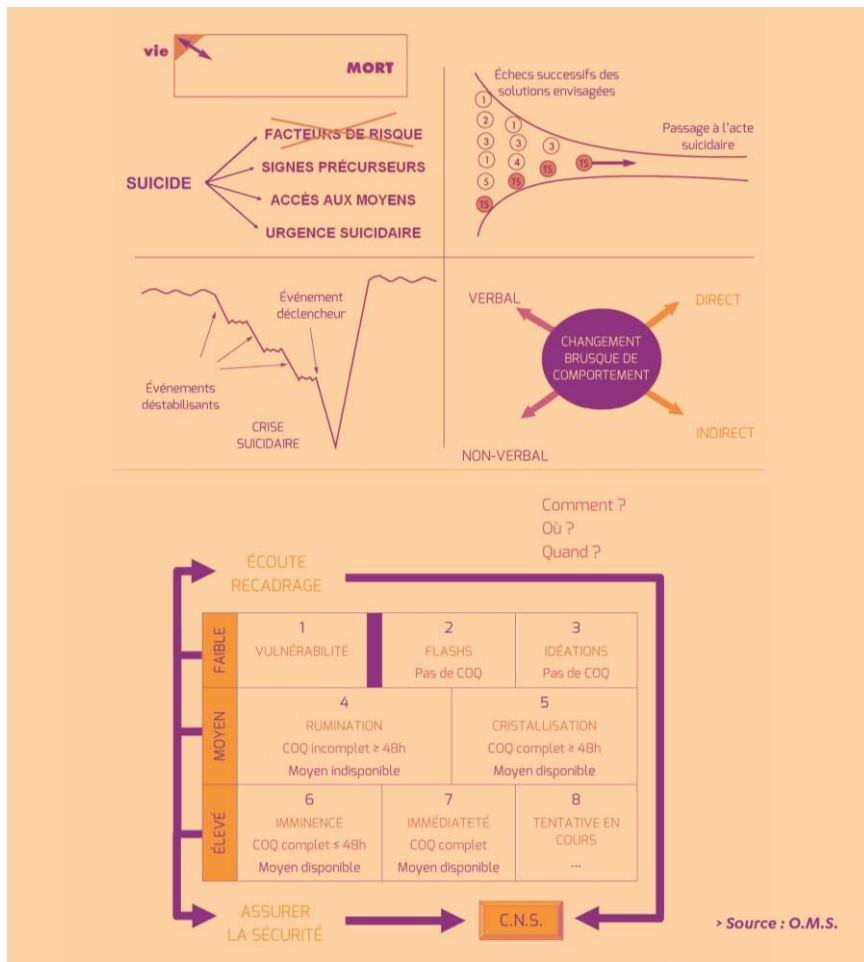 vie
MORT
FACTEURS DE RISQUE
SIGNES PRÉCURSEURS
SUICIDE
ACCÈS AUX MOYENS
URGENCE SUICIDAIRE
Échecs successifs des
solutions envisagées
Passage à l'acte
suicidaire
1
2
3
1
5
TS
1
3
4
TS
3
TS
TS
Événement
déclencheur
Événements
déstabilisants
CRISE
SUICIDAIRE
VERBAL
DIRECT
CHANGEMENT
BRUSQUE DE
COMPORTEMENT
NON-VERBAL
INDIRECT
Comment ?
Où ?
Quand ?
ÉCOUTE
RECADRAGE
FAIBLE
1
VULNÉRABILITÉ
2
FLASHS
Pas de COQ
3
IDÉATIONS
Pas de COQ
MOYEN
4
RUMINATION
COQ incomplet ≥ 48h
Moyen indisponible
5
CRISTALLISATION
COQ complet ≥ 48h
Moyen disponible
ÉLEVÉ
6
IMMINENCE
COQ complet ≤ 48h
Moyen disponible
7
IMMÉDIATETÉ
COQ complet
Moyen disponible
8
TENTATIVE EN
COURS
...
ASSURER
LA SÉCURITÉ
C.N.S.
› Source : O.M.S.